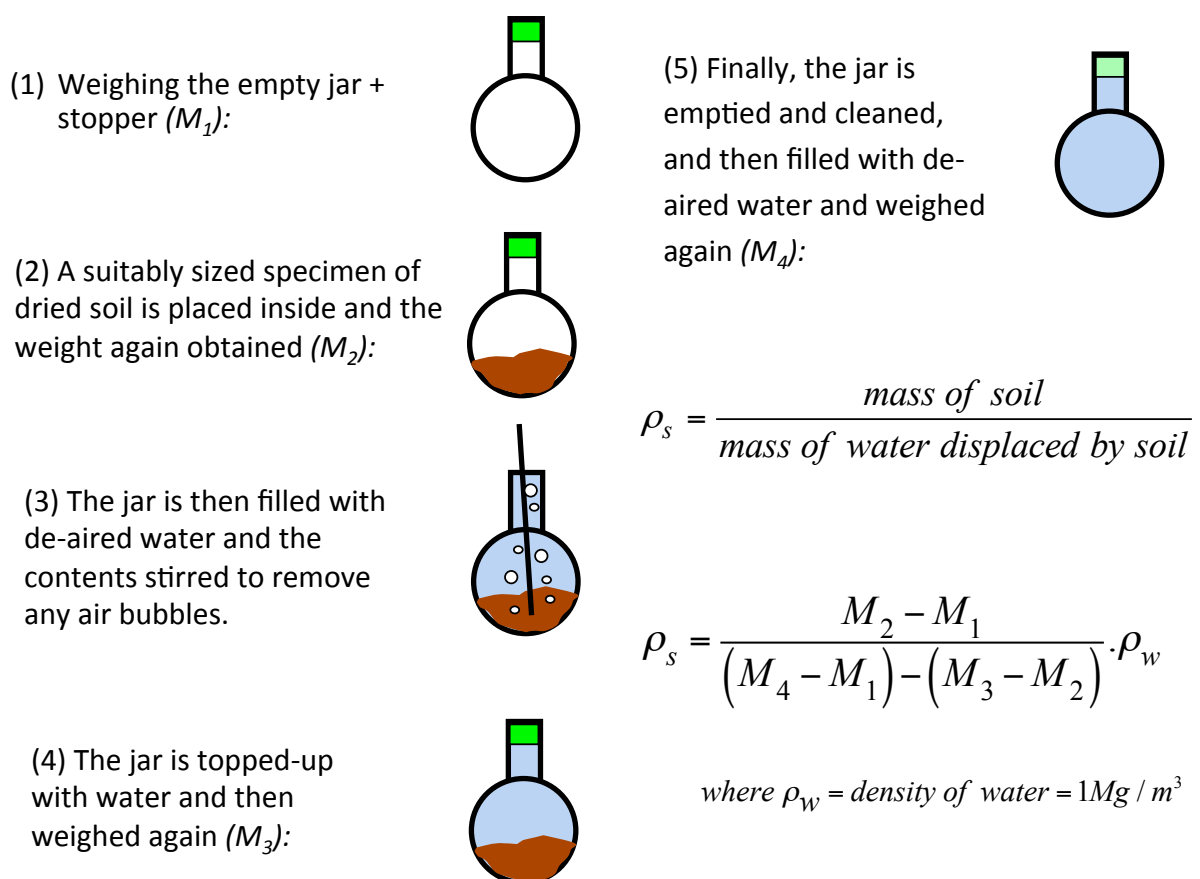 (1) Weighing the empty jar +
stopper (M₁):
(2) A suitably sized specimen of
dried soil is placed inside and the
weight again obtained (M₂):
(3) The jar is then filled with
de-aired water and the
contents stirred to remove
any air bubbles.
(4) The jar is topped-up
with water and then
weighed again (M₃):
(5) Finally, the jar is
emptied and cleaned,
and then filled with de-
aired water and weighed
again (M₄):
ρₛ = mass of soil / mass of water displaced by soil
ρₛ = M₂ − M₁ / (M₄ − M₁) − (M₃ − M₂) .ρ_w
where ρ_w = density of water = 1Mg / m³